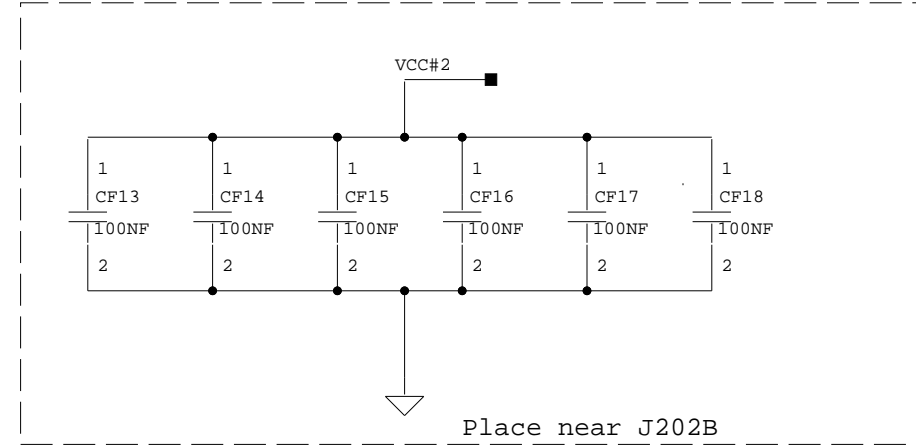 VCC#2
1 1 1 1 1 1
CF13 CF14 CF15 CF16 CF17 CF18
100NF 100NF 100NF 100NF 100NF 100NF
2 2 2 2 2 2
Place near J202B